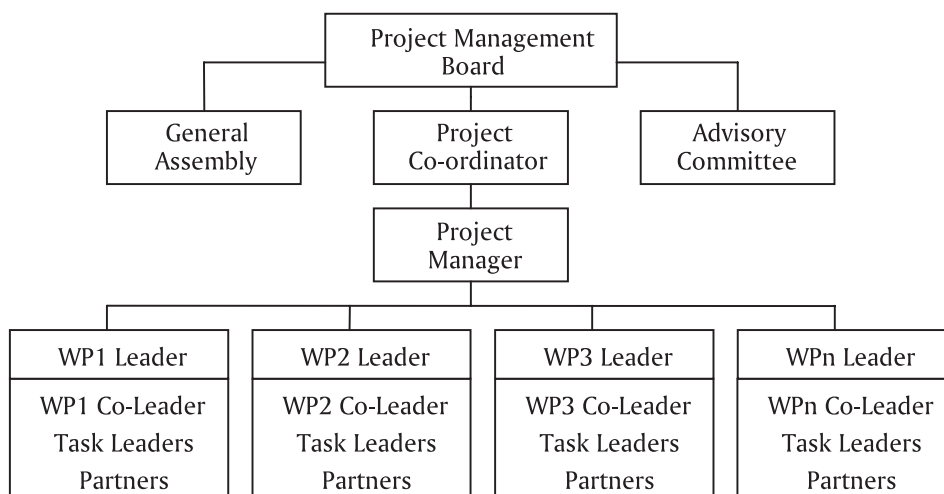 Project Management
Board
General
Assembly
Project
Co-ordinator
Advisory
Committee
Project
Manager
WP1 Leader
WP1 Co-Leader
Task Leaders
Partners
WP2 Leader
WP2 Co-Leader
Task Leaders
Partners
WP3 Leader
WP3 Co-Leader
Task Leaders
Partners
WPn Leader
WPn Co-Leader
Task Leaders
Partners